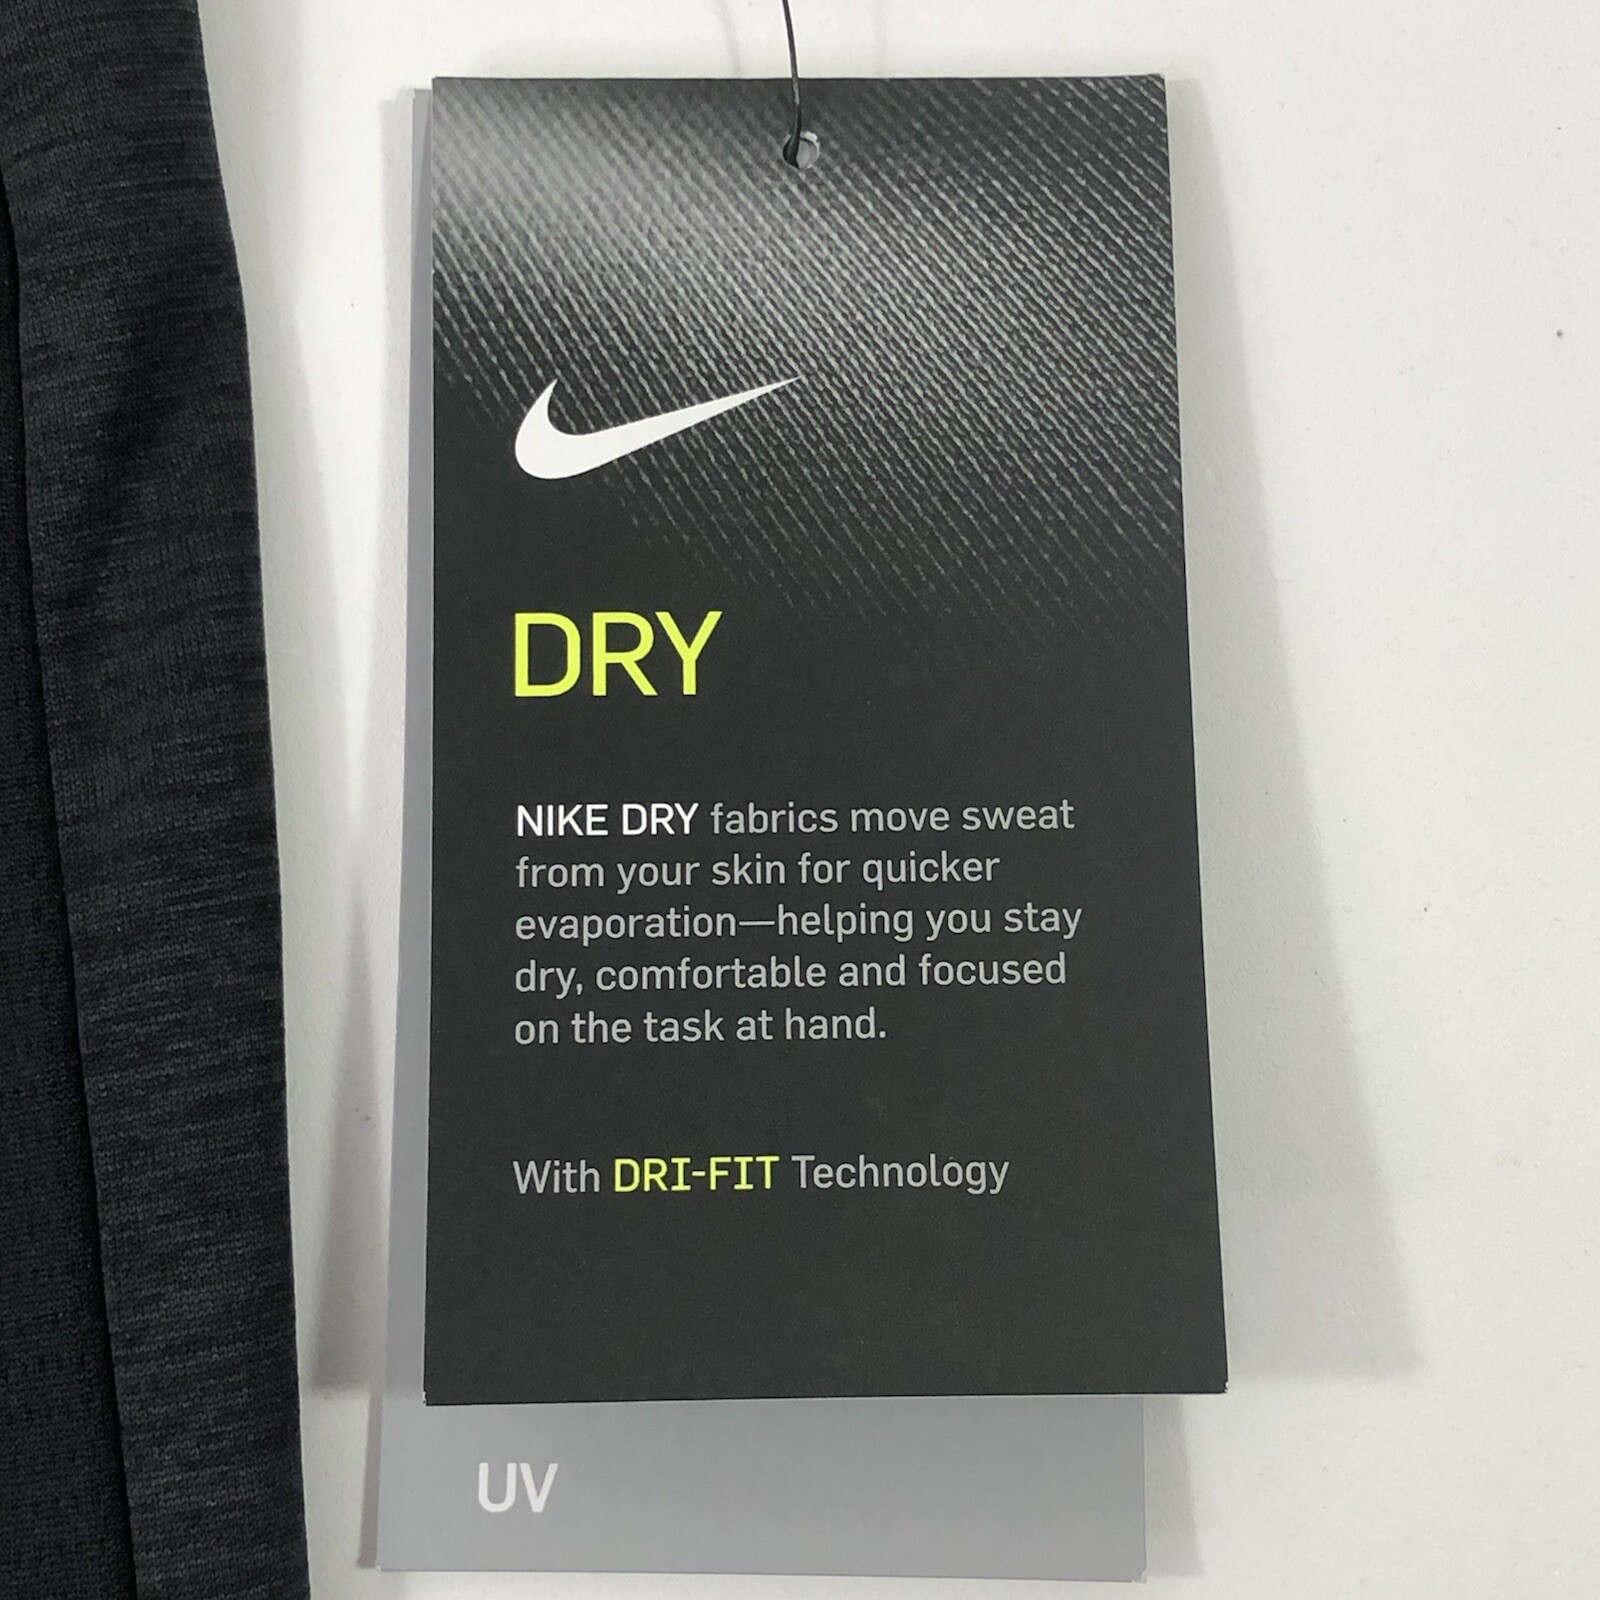 DRY
NIKE DRY fabrics move sweat
from your skin for quicker
evaporation—helping you stay
dry, comfortable and focused
on the task at hand.
With DRI-FIT Technology
UV